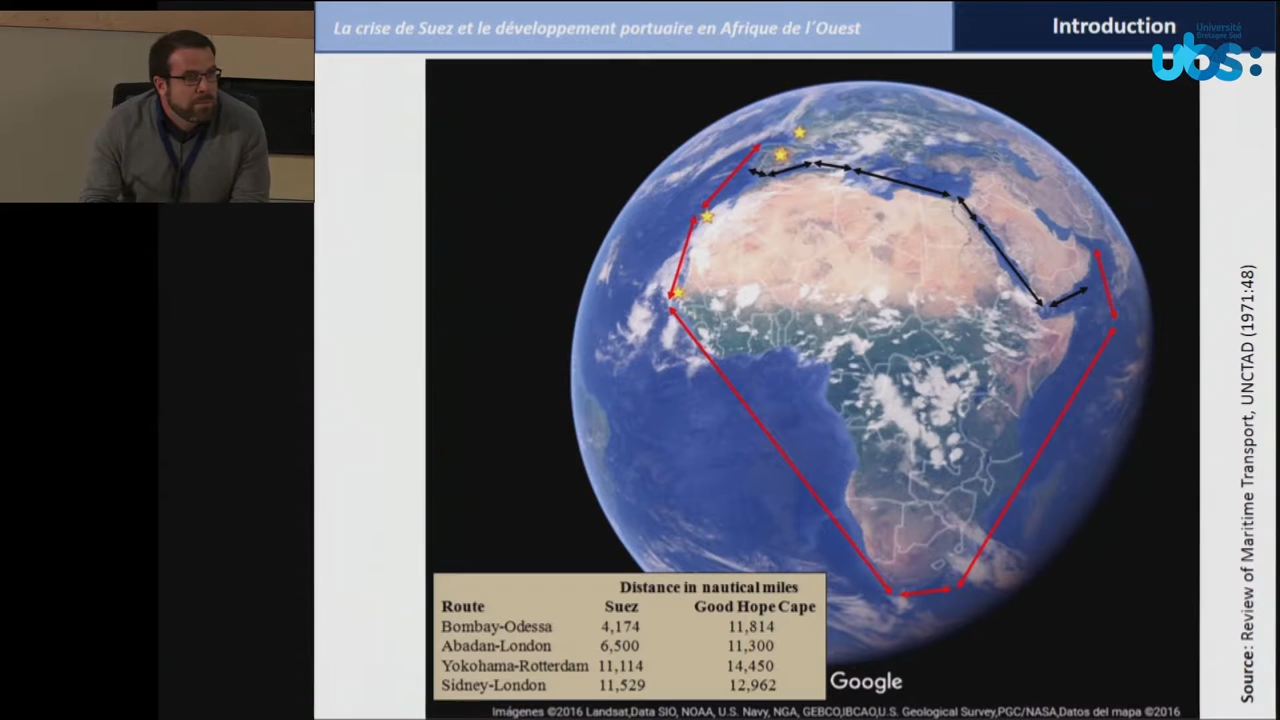 La crise de Suez et le développement portuaire en Afrique de l´Ouest
Introduction
Université
Bretagne Sud
ubs:
Distance in nautical miles
Route Suez Good Hope Cape
Bombay-Odessa 4,174 11,814
Abadan-London 6,500 11,300
Yokohama-Rotterdam 11,114 14,450
Sidney-London 11,529 12,962
Google
Imágenes ©2016 Landsat,Data SIO, NOAA, U.S. Navy, NGA, GEBCO,IBCAO,U.S. Geological Survey,PGC/NASA,Datos del mapa ©2016
Source: Review of Maritime Transport, UNCTAD (1971:48)